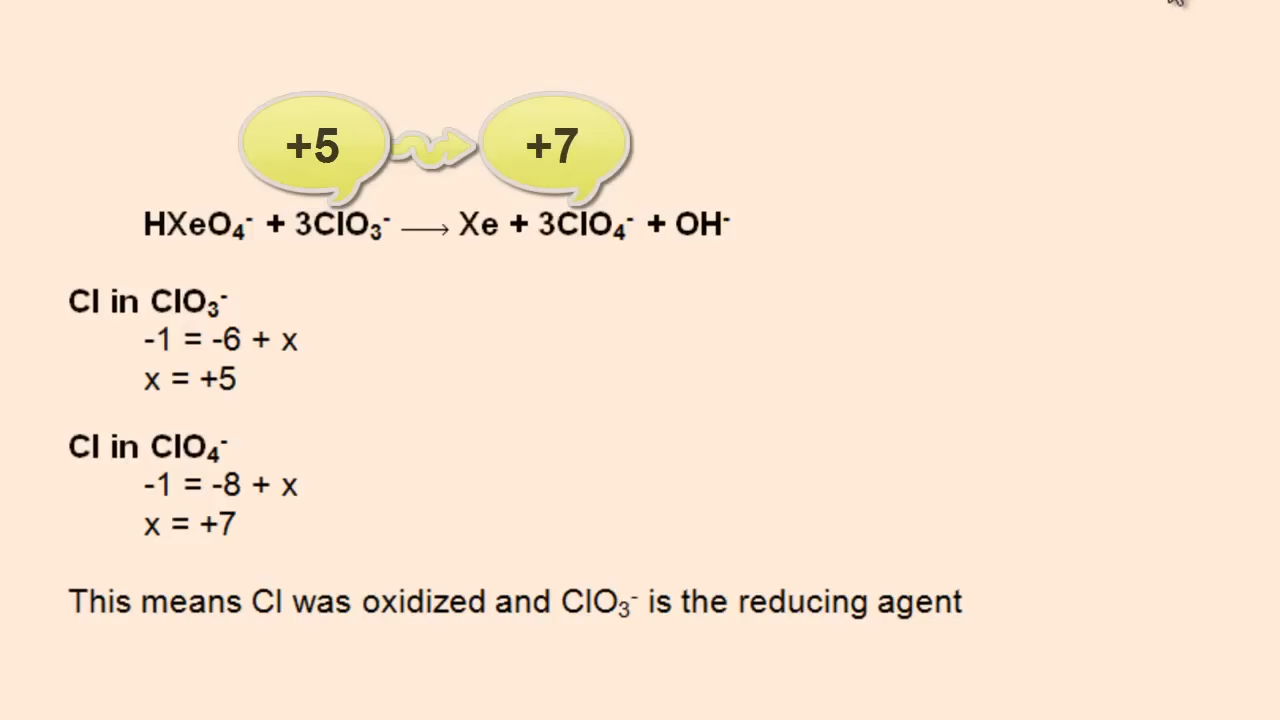 +5 +7
HXeO₄⁻ + 3ClO₃⁻ ⟶ Xe + 3ClO₄⁻ + OH⁻
Cl in ClO₃⁻
-1 = -6 + x
x = +5
Cl in ClO₄⁻
-1 = -8 + x
x = +7
This means Cl was oxidized and ClO₃⁻ is the reducing agent